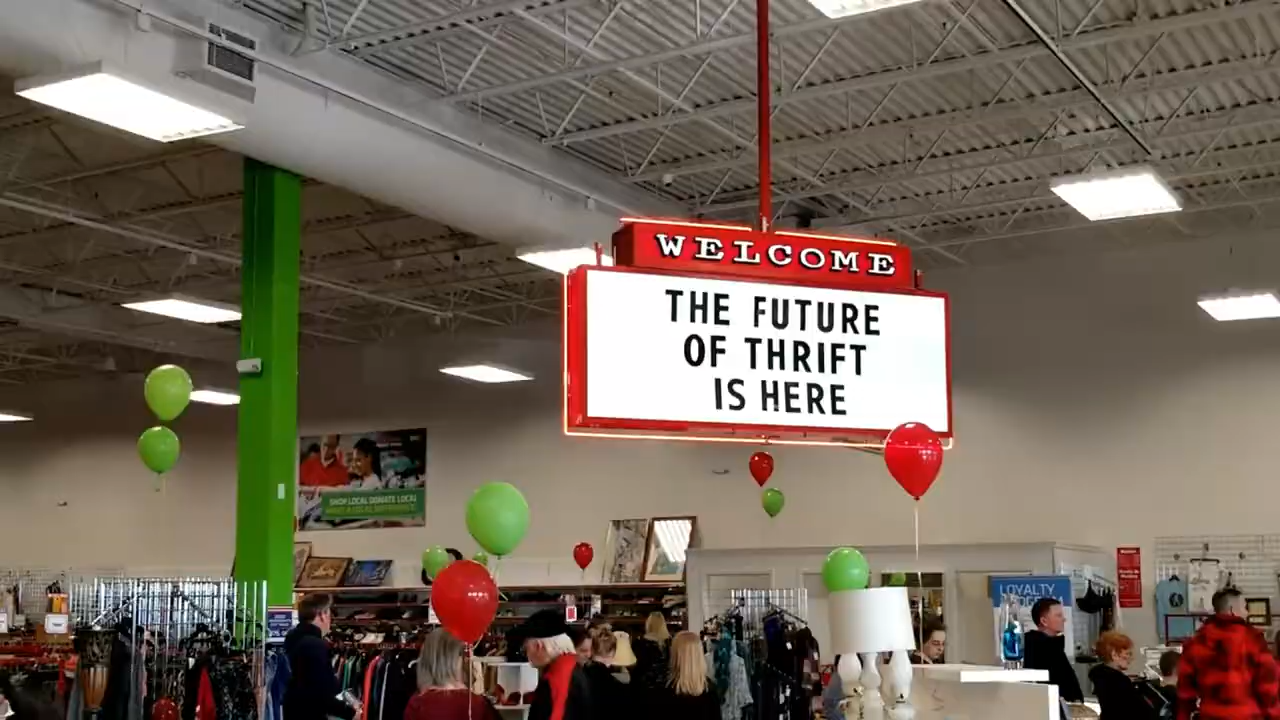 WELCOME
THE FUTURE
OF THRIFT
IS HERE
SHOP LOCAL DONATE LOCAL
LOYALTY